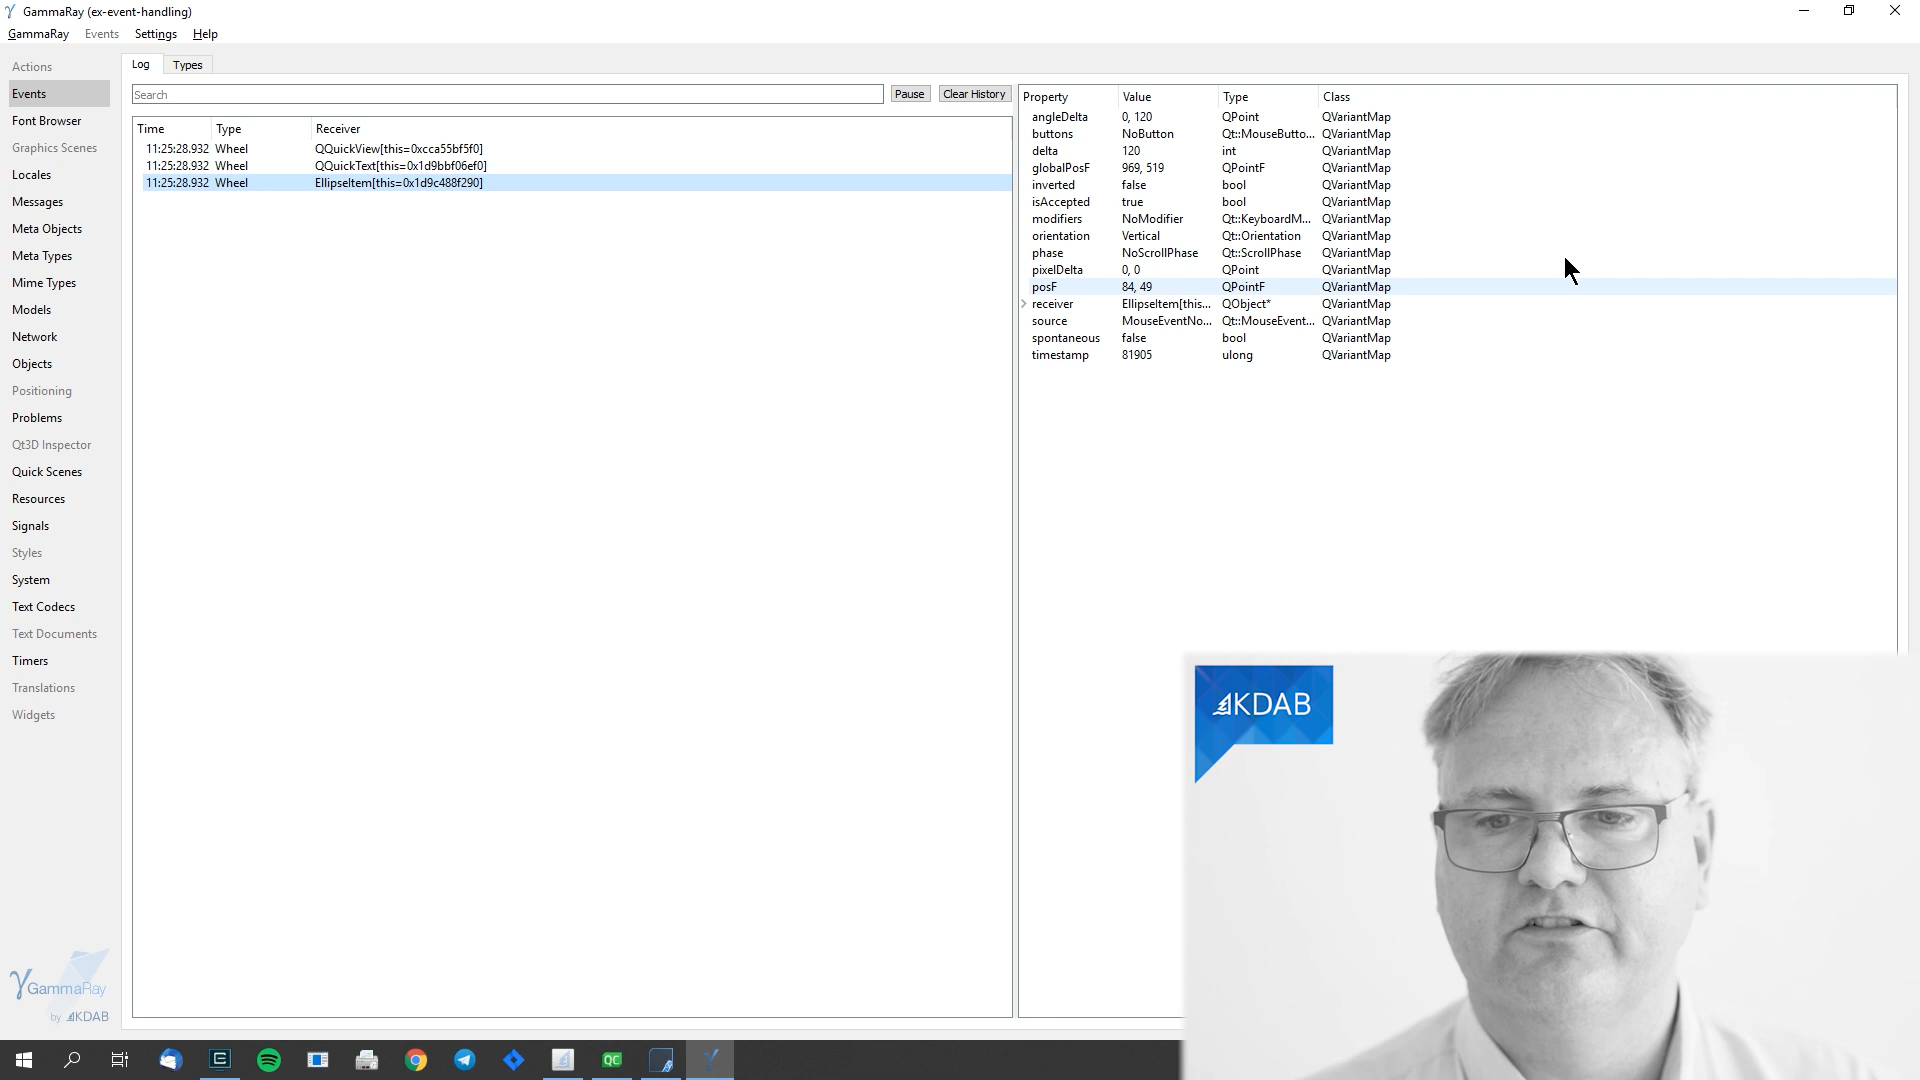 GammaRay (ex-event-handling)
GammaRay Events Settings Help
Actions
Events
Font Browser
Graphics Scenes
Locales
Messages
Meta Objects
Meta Types
Mime Types
Models
Network
Objects
Positioning
Problems
Qt3D Inspector
Quick Scenes
Resources
Signals
Styles
System
Text Codecs
Text Documents
Timers
Translations
Widgets
GammaRay
by KDAB
Log Types
Search Pause Clear History
Time Type Receiver
11:25:28.932 Wheel QQuickView[this=0xcca55bf5f0]
11:25:28.932 Wheel QQuickText[this=0x1d9bbf06ef0]
11:25:28.932 Wheel EllipseItem[this=0x1d9c488f290]
Property Value Type Class
angleDelta 0, 120 QPoint QVariantMap
buttons NoButton Qt::MouseButto... QVariantMap
delta 120 int QVariantMap
globalPosF 969, 519 QPointF QVariantMap
inverted false bool QVariantMap
isAccepted true bool QVariantMap
modifiers NoModifier Qt::KeyboardM... QVariantMap
orientation Vertical Qt::Orientation QVariantMap
phase NoScrollPhase Qt::ScrollPhase QVariantMap
pixelDelta 0, 0 QPoint QVariantMap
posF 84, 49 QPointF QVariantMap
receiver EllipseItem[this... QObject* QVariantMap
source MouseEventNo... Qt::MouseEvent... QVariantMap
spontaneous false bool QVariantMap
timestamp 81905 ulong QVariantMap
KDAB
QC